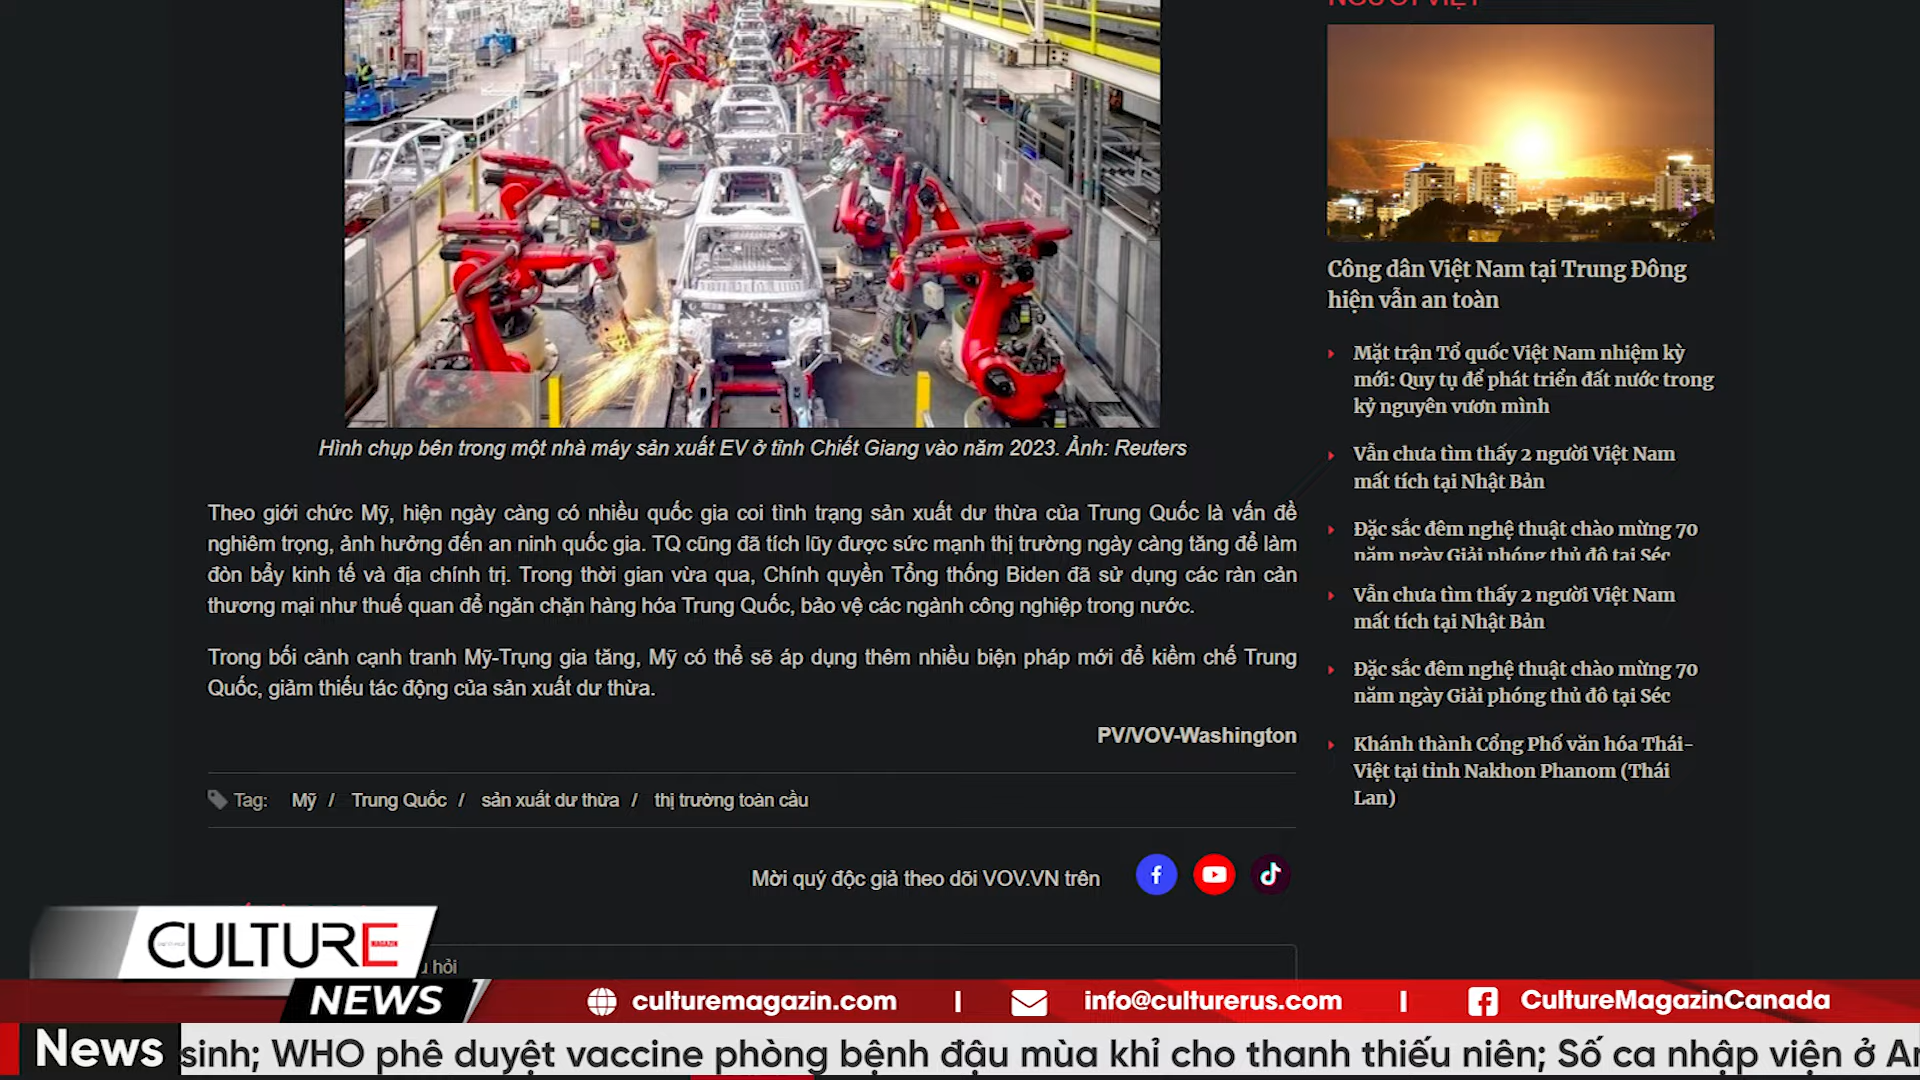 NGƯỜI VIỆT
Công dân Việt Nam tại Trung Đông
hiện vẫn an toàn
Mặt trận Tổ quốc Việt Nam nhiệm kỳ
mới: Quy tụ để phát triển đất nước trong
kỷ nguyên vươn mình
Vẫn chưa tìm thấy 2 người Việt Nam
mất tích tại Nhật Bản
Đặc sắc đêm nghệ thuật chào mừng 70
năm ngày Giải phóng thủ đô tại Séc
Vẫn chưa tìm thấy 2 người Việt Nam
mất tích tại Nhật Bản
Đặc sắc đêm nghệ thuật chào mừng 70
năm ngày Giải phóng thủ đô tại Séc
Khánh thành Cổng Phố văn hóa Thái-
Việt tại tỉnh Nakhon Phanom (Thái
Lan)
Hình chụp bên trong một nhà máy sản xuất EV ở tỉnh Chiết Giang vào năm 2023. Ảnh: Reuters
Theo giới chức Mỹ, hiện ngày càng có nhiều quốc gia coi tình trạng sản xuất dư thừa của Trung Quốc là vấn đề
nghiêm trọng, ảnh hưởng đến an ninh quốc gia. TQ cũng đã tích lũy được sức mạnh thị trường ngày càng tăng để làm
đòn bẩy kinh tế và địa chính trị. Trong thời gian vừa qua, Chính quyền Tổng thống Biden đã sử dụng các ràn cản
thương mại như thuế quan để ngăn chặn hàng hóa Trung Quốc, bảo vệ các ngành công nghiệp trong nước.
Trong bối cảnh cạnh tranh Mỹ-Trụng gia tăng, Mỹ có thể sẽ áp dụng thêm nhiều biện pháp mới để kiềm chế Trung
Quốc, giảm thiếu tác động của sản xuất dư thừa.
PV/VOV-Washington
Tag: Mỹ / Trung Quốc / sản xuất dư thừa / thị trường toàn cầu
Mời quý độc giả theo dõi VOV.VN trên
hỏi
CULTURE
NEWS
culturemagazin.com | info@culturerus.com | CultureMagazinCanada
News sinh; WHO phê duyệt vaccine phòng bệnh đậu mùa khỉ cho thanh thiếu niên; Số ca nhập viện ở